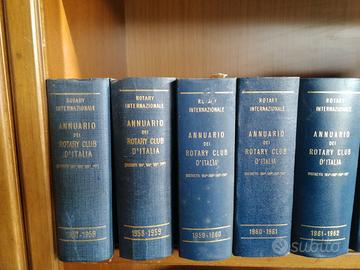 ROTARY
INTERNAZIONALE
ANNUARIO
DEI
ROTARY CLUB
D'ITALIA
1957-1958
ROTARY
INTERNAZIONALE
ANNUARIO
DEI
ROTARY CLUB
D'ITALIA
1958-1959
ROTARY
INTERNAZIONALE
ANNUARIO
DEI
ROTARY CLUB
D'ITALIA
1959-1960
ROTARY
INTERNAZIONALE
ANNUARIO
DEI
ROTARY CLUB
D'ITALIA
1960-1961
ROTARY
INTERNAZIONALE
ANNUARIO
DEI
ROTARY CLUB
D'ITALIA
1961-1962
subito